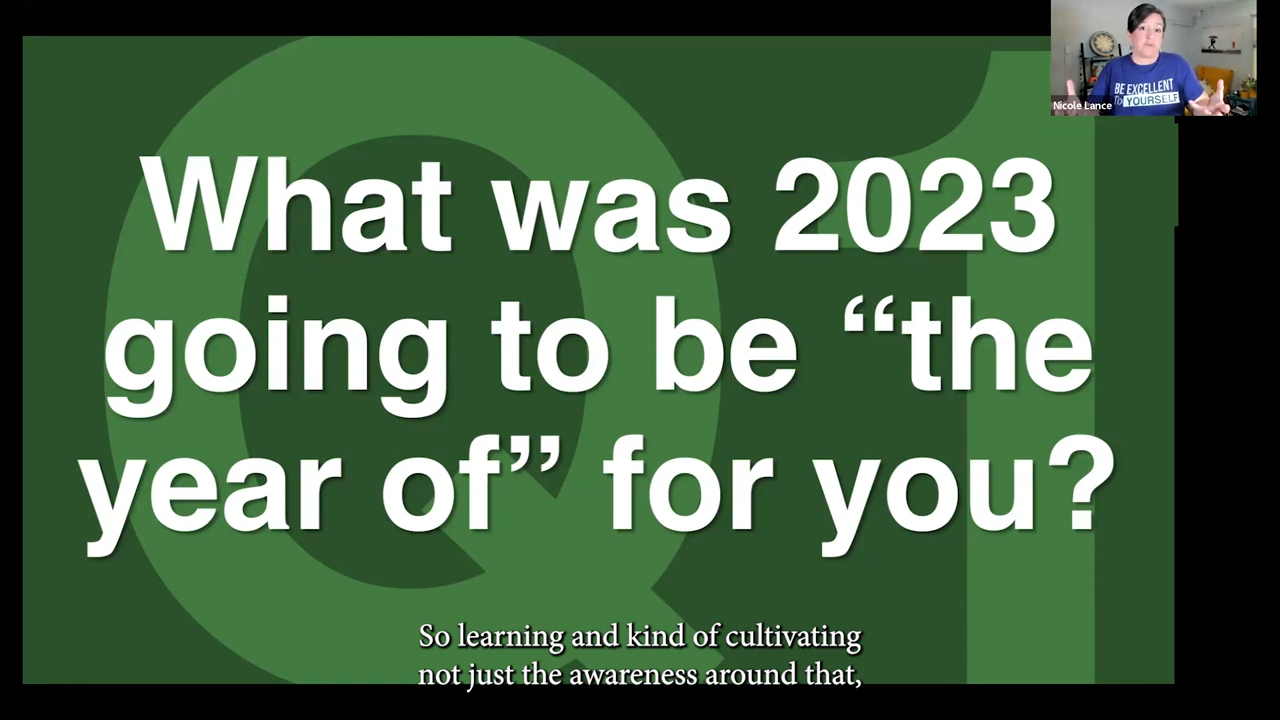 BE EXCELLENT
TO YOURSELF
Nicole Lance
What was 2023
going to be “the
year of” for you?
So learning and kind of cultivating
not just the awareness around that,